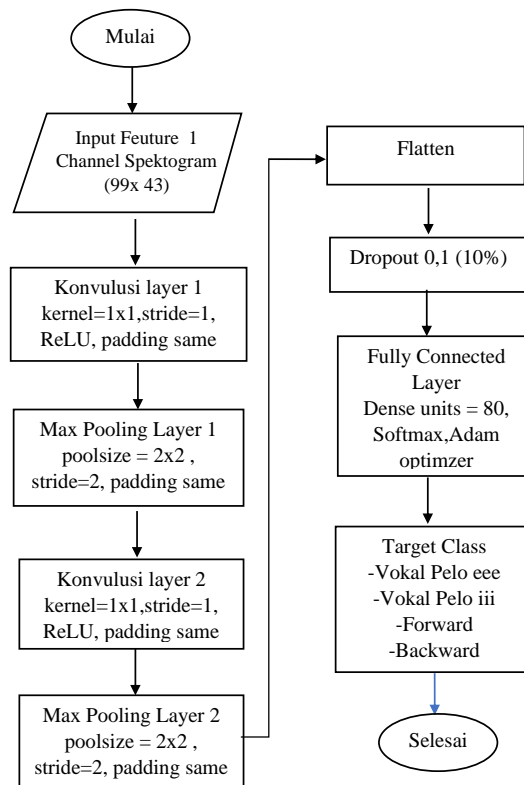 Mulai
Input Feuture 1
Channel Spektogram
(99x 43)
Konvulusi layer 1
kernel=1x1,stride=1,
ReLU, padding same
Max Pooling Layer 1
poolsize = 2x2 ,
stride=2, padding same
Konvulusi layer 2
kernel=1x1,stride=1,
ReLU, padding same
Max Pooling Layer 2
poolsize = 2x2 ,
stride=2, padding same
Flatten
Dropout 0,1 (10%)
Fully Connected
Layer
Dense units = 80,
Softmax,Adam
optimzer
Target Class
-Vokal Pelo eee
-Vokal Pelo iii
-Forward
-Backward
Selesai